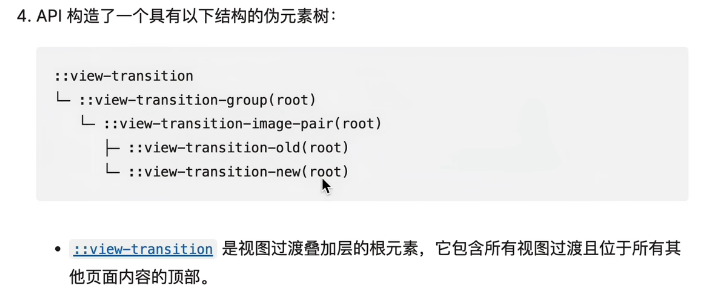 4. API 构造了一个具有以下结构的伪元素树：
::view-transition
└─ ::view-transition-group(root)
└─ ::view-transition-image-pair(root)
├─ ::view-transition-old(root)
└─ ::view-transition-new(root)
• ::view-transition 是视图过渡叠加层的根元素，它包含所有视图过渡且位于所有其
他页面内容的顶部。